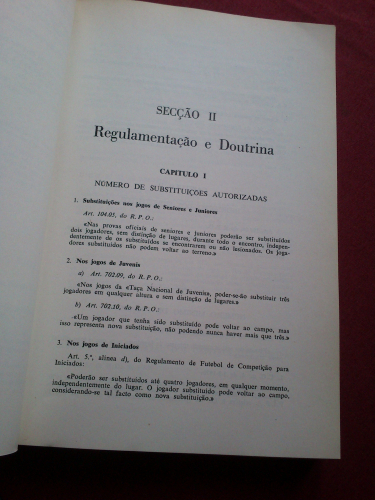 SECÇÃO II
Regulamentação e Doutrina
CAPITULO I
NÚMERO DE SUBSTITUIÇÕES AUTORIZADAS
1. Substituições nos jogos de Seniores e Juniores
Art. 104.03, do R. P. O.:
«Nas provas oficiais de seniores e juniores poderão ser substituídos
dois jogadores, sem distinção de lugares, durante todo o encontro, indepen-
dentemente de os substituídos se encontrarem ou não lesionados. Os joga-
dores substituídos não podem voltar ao terreno.»
2. Nos jogos de Juvenis
a) Art. 702.09, do R. P. O.:
«Nos jogos da «Taça Nacional de Juvenis», poder-se-ão substituir três
jogadores em qualquer altura e sem distinção de lugares.»
b) Art. 702.10, do R. P. O.:
«Um jogador que tenha sido substituído pode voltar ao campo, mas
isso representa nova substituição, não podendo nunca haver mais que três.»
3. Nos jogos de Iniciados
Art. 5.º, alínea d), do Regulamento de Futebol de Competição para
Iniciados:
«Poderão ser substituídos até quatro jogadores, em qualquer momento,
independentemente do lugar. O jogador substituído pode voltar ao campo,
considerando-se tal facto como nova substituição.»